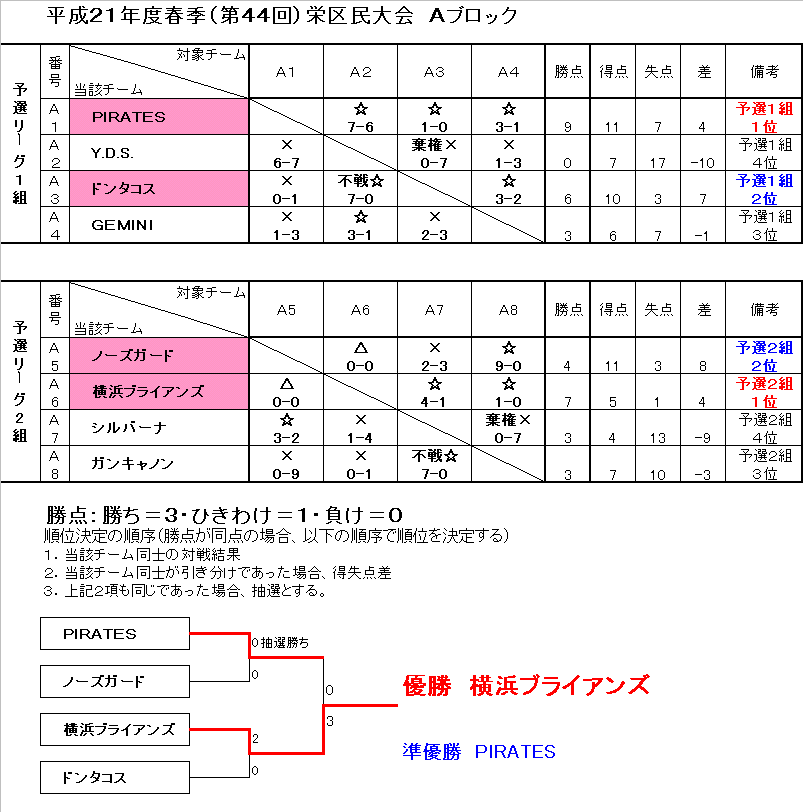 平成21年度春季(第44回)栄区民大会 Aブロック
予選リーグ1組
番号 対象チーム 当該チーム A1 A2 A3 A4 勝点 得点 失点 差 備考
A1 PIRATES ☆ 7-6 ☆ 1-0 ☆ 3-1 9 11 7 4 予選1組 1位
A2 Y.D.S. × 6-7 棄権× 0-7 × 1-3 0 7 17 -10 予選1組 4位
A3 ドンタコス × 0-1 不戦☆ 7-0 ☆ 3-2 6 10 3 7 予選1組 2位
A4 GEMINI × 1-3 ☆ 3-1 × 2-3 3 6 7 -1 予選1組 3位
予選リーグ2組
番号 対象チーム 当該チーム A5 A6 A7 A8 勝点 得点 失点 差 備考
A5 ノーズガード △ 0-0 × 2-3 ☆ 9-0 4 11 3 8 予選2組 2位
A6 横浜ブライアンズ △ 0-0 ☆ 4-1 ☆ 1-0 7 5 1 4 予選2組 1位
A7 シルバーナ ☆ 3-2 × 1-4 棄権× 0-7 3 4 13 -9 予選2組 4位
A8 ガンキャノン × 0-9 × 0-1 不戦☆ 7-0 3 7 10 -3 予選2組 3位
勝点:勝ち=3・ひきわけ=1・負け=0
順位決定の順序(勝点が同点の場合、以下の順序で順位を決定する)
1.当該チーム同士の対戦結果
2.当該チーム同士が引き分けであった場合、得失点差
3.上記2項も同じであった場合、抽選とする。
PIRATES
0 抽選勝ち
ノーズガード
0
0
優勝 横浜ブライアンズ
3
横浜ブライアンズ
2
準優勝 PIRATES
ドンタコス
0